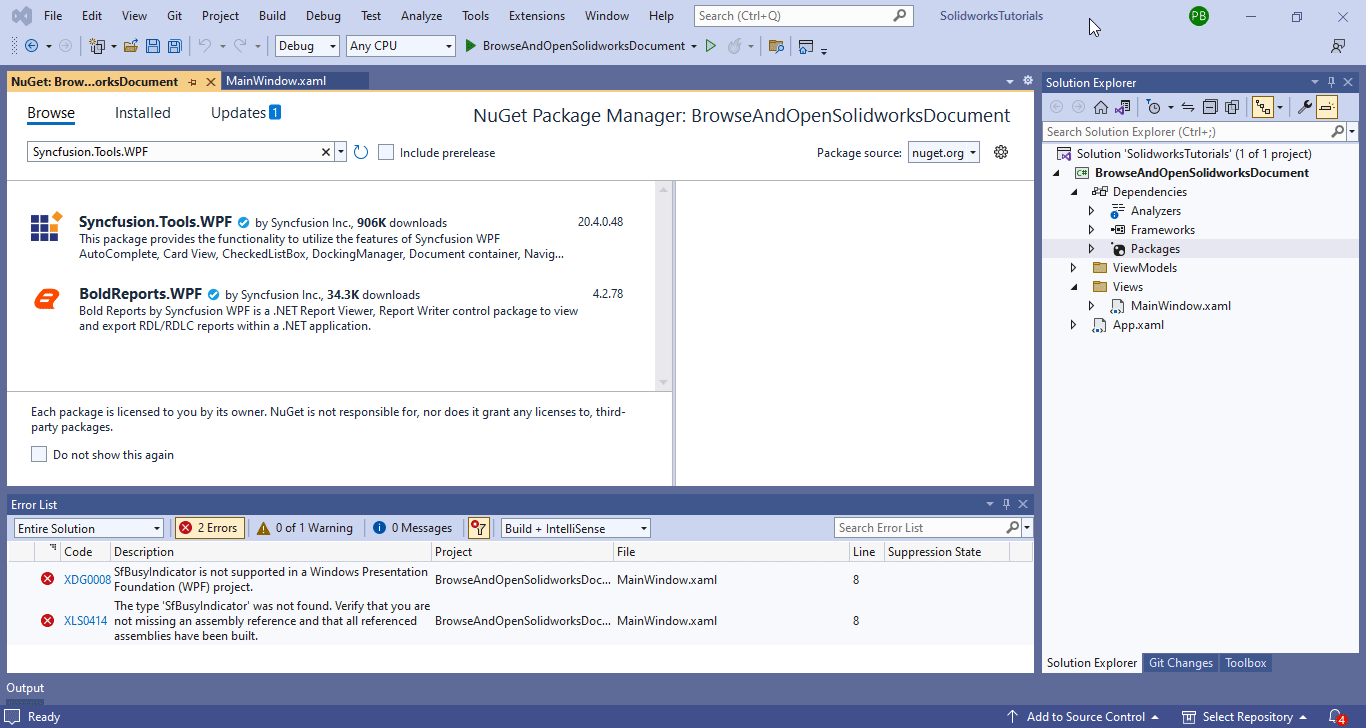 File Edit View Git Project Build Debug Test Analyze Tools Extensions Window Help Search (Ctrl+Q) SolidworksTutorials PB
Debug Any CPU BrowseAndOpenSolidworksDocument
NuGet: Brow...orksDocument MainWindow.xaml
Browse Installed Updates 1 NuGet Package Manager: BrowseAndOpenSolidworksDocument
Syncfusion.Tools.WPF Include prerelease Package source: nuget.org
Syncfusion.Tools.WPF by Syncfusion Inc., 906K downloads 20.4.0.48
This package provides the functionality to utilize the features of Syncfusion WPF
AutoComplete, Card View, CheckedListBox, DockingManager, Document container, Navig...
BoldReports.WPF by Syncfusion Inc., 34.3K downloads 4.2.78
Bold Reports by Syncfusion WPF is a .NET Report Viewer, Report Writer control package to view
and export RDL/RDLC reports within a .NET application.
Each package is licensed to you by its owner. NuGet is not responsible for, nor does it grant any licenses to, third-
party packages.
Do not show this again
Error List
Entire Solution 2 Errors 0 of 1 Warning 0 Messages Build + IntelliSense Search Error List
Code Description Project File Line Suppression State
XDG0008 SfBusyIndicator is not supported in a Windows Presentation
Foundation (WPF) project. BrowseAndOpenSolidworksDoc... MainWindow.xaml 8
XLS0414 The type 'SfBusyIndicator' was not found. Verify that you are
not missing an assembly reference and that all referenced
assemblies have been built. BrowseAndOpenSolidworksDoc... MainWindow.xaml 8
Solution Explorer
Search Solution Explorer (Ctrl+;)
Solution 'SolidworksTutorials' (1 of 1 project)
C# BrowseAndOpenSolidworksDocument
Dependencies
Analyzers
Frameworks
Packages
ViewModels
Views
MainWindow.xaml
App.xaml
Solution Explorer Git Changes Toolbox
Output
Ready Add to Source Control Select Repository 4